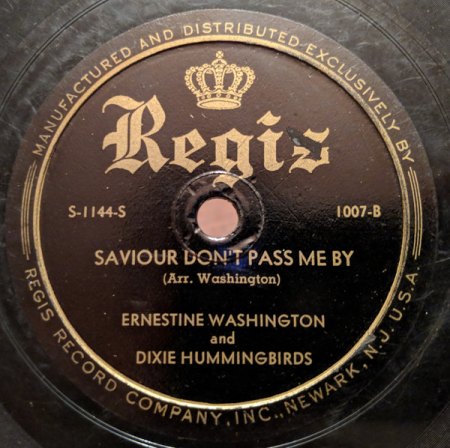 MANUFACTURED AND DISTRIBUTED EXCLUSIVELY BY
Regis
S-1144-S
1007-B
SAVIOUR DON'T PASS ME BY
(Arr. Washington)
ERNESTINE WASHINGTON
and
DIXIE HUMMINGBIRDS
REGIS RECORD COMPANY, INC., NEWARK, N.J. U.S.A.